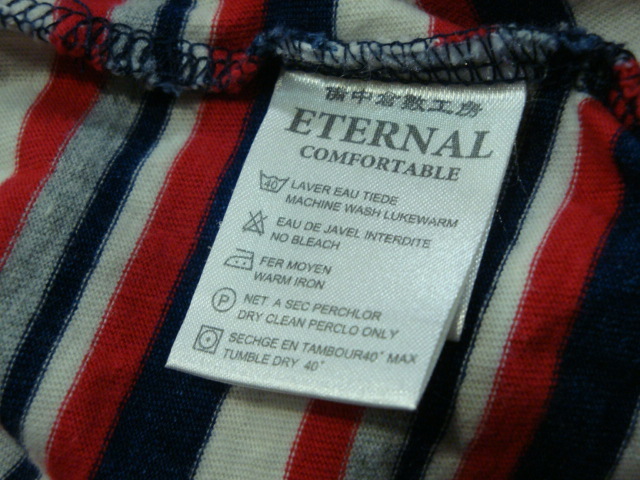 備中倉敷工房
ETERNAL
COMFORTABLE
40 LAVER EAU TIEDE
MACHINE WASH LUKEWARM
EAU DE JAVEL INTERDITE
NO BLEACH
FER MOYEN
WARM IRON
P NET A SEC PERCHLOR
DRY CLEAN PERCLO ONLY
SECHGE EN TAMBOUR40° MAX
TUMBLE DRY 40°